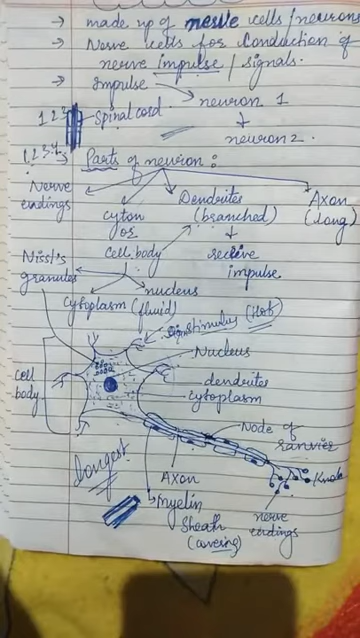 → made up of nerve cells/neurons
→ Nerve cells for conduction of
nerve impulse / signals.
→ Impulse → neuron 1
↓
neuron 2.
1 2 3
Spinal cord
Parts of neuron :
Nerve endings
cyton or cell body
Dendrites (branched)
↓
receive impulse
Axon (long)
Nissl's granules
cytoplasm (fluid)
nucleus
stimulus (Hot)
Nucleus
dendrites
cytoplasm
Cell body
Node of ranvier
Longest
Axon
Knob
Myelin Sheath (covering)
nerve endings